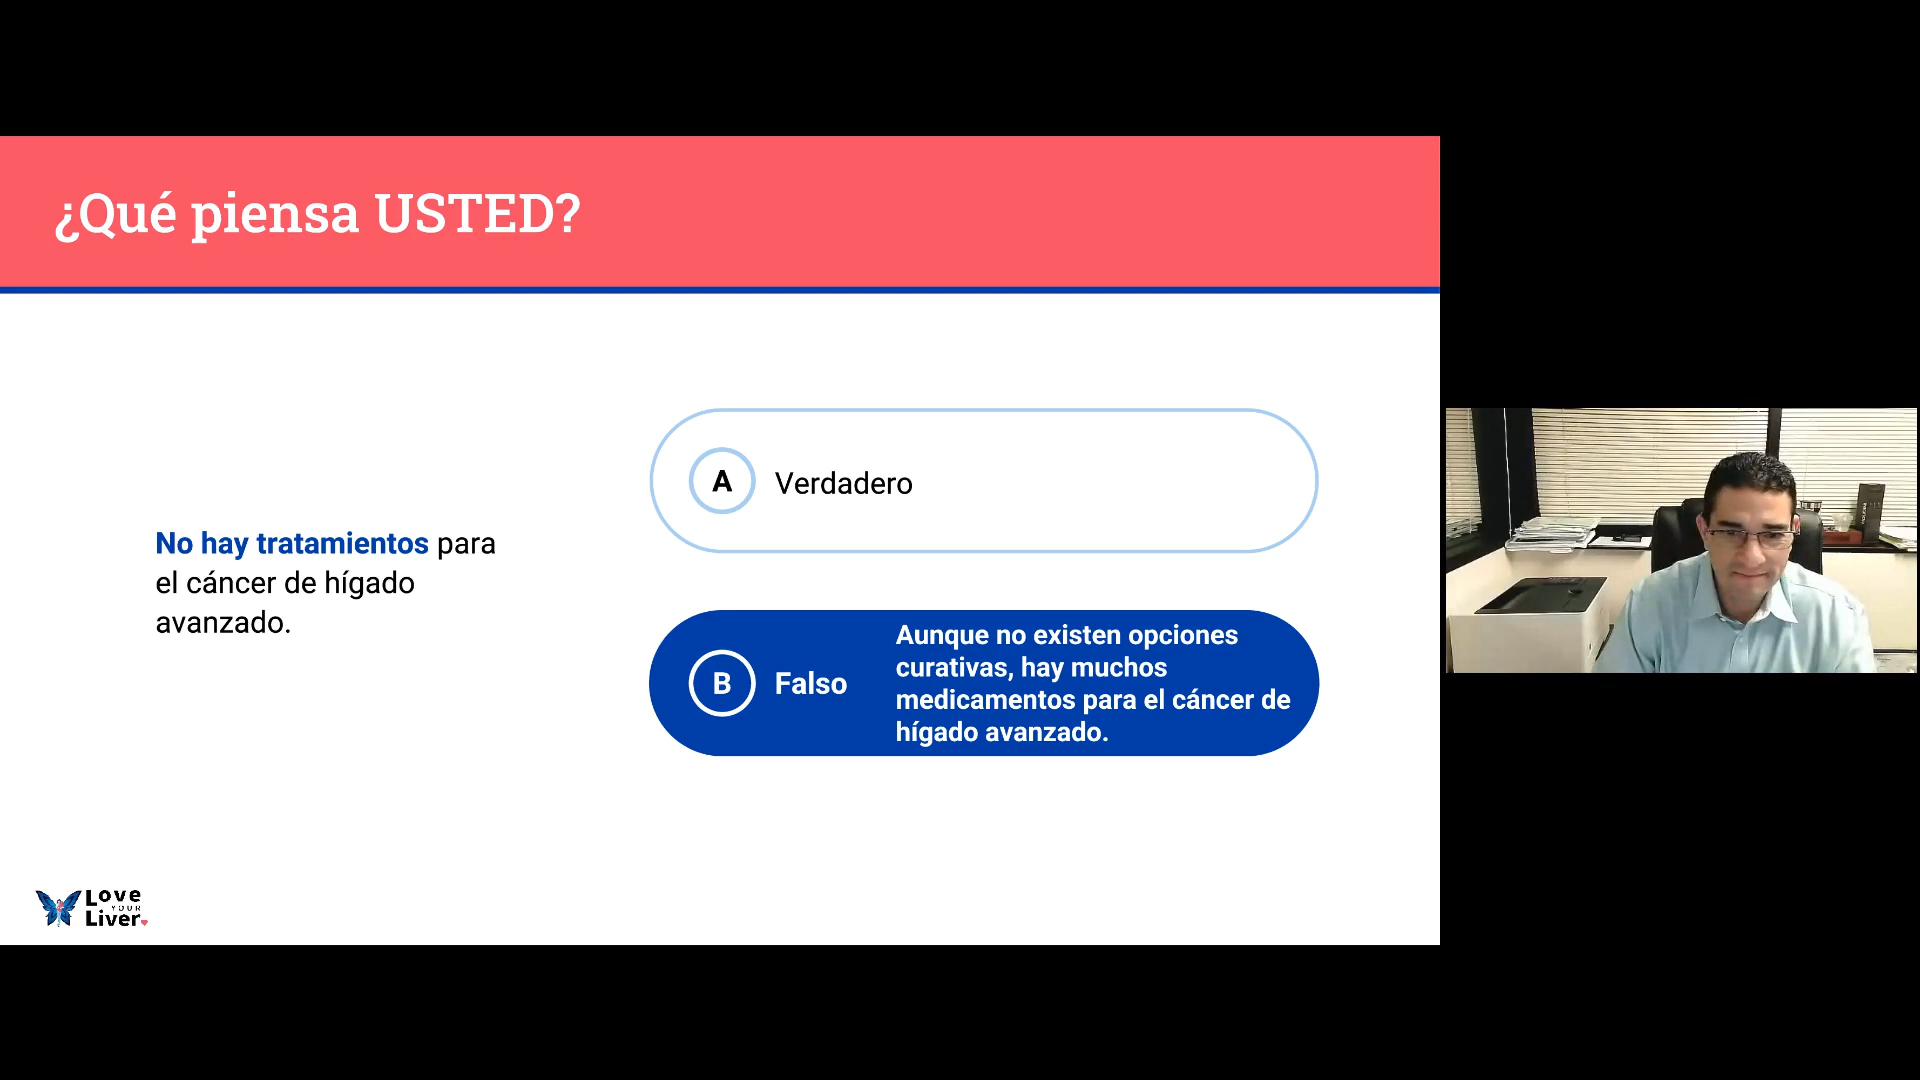 ¿Qué piensa USTED?
No hay tratamientos para
el cáncer de hígado
avanzado.
A Verdadero
B Falso
Aunque no existen opciones
curativas, hay muchos
medicamentos para el cáncer de
hígado avanzado.
Love
YOUR
Liver